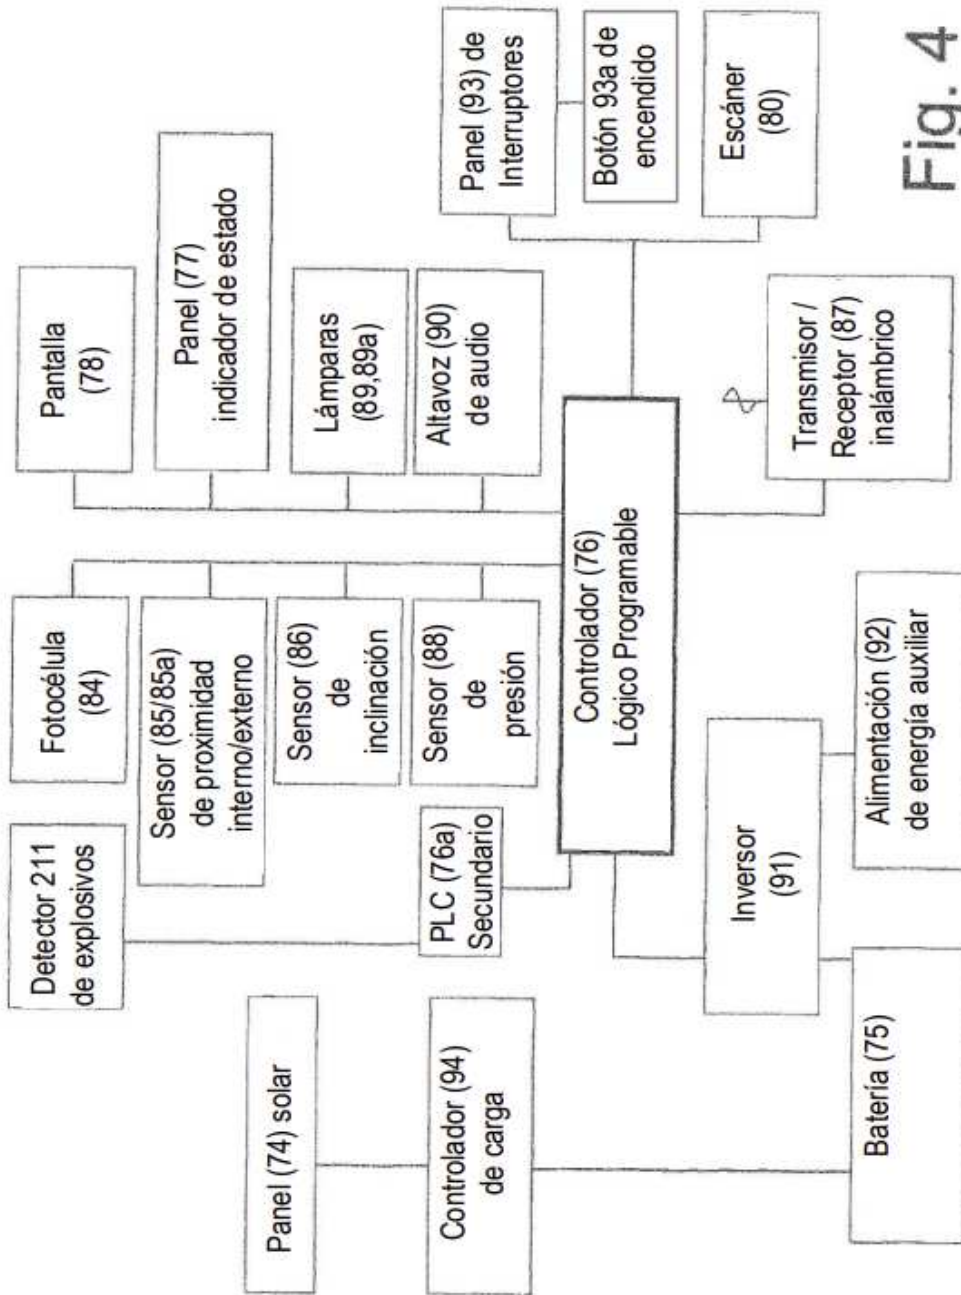 Detector 211
de explosivos
Fotocélula
(84)
Pantalla
(78)
Panel (74) solar
Sensor (85/85a)
de proximidad
interno/externo
Panel (77)
indicador de estado
Sensor (86)
de
inclinación
Lámparas
(89,89a)
Controlador (94)
de carga
PLC (76a)
Secundario
Sensor (88)
de
presión
Altavoz (90)
de audio
Panel (93) de
Interruptores
Botón 93a de
encendido
Escáner
(80)
Controlador (76)
Lógico Programable
Inversor
(91)
Transmisor /
Receptor (87)
inalámbrico
Batería (75)
Alimentación (92)
de energía auxiliar
Fig. 4